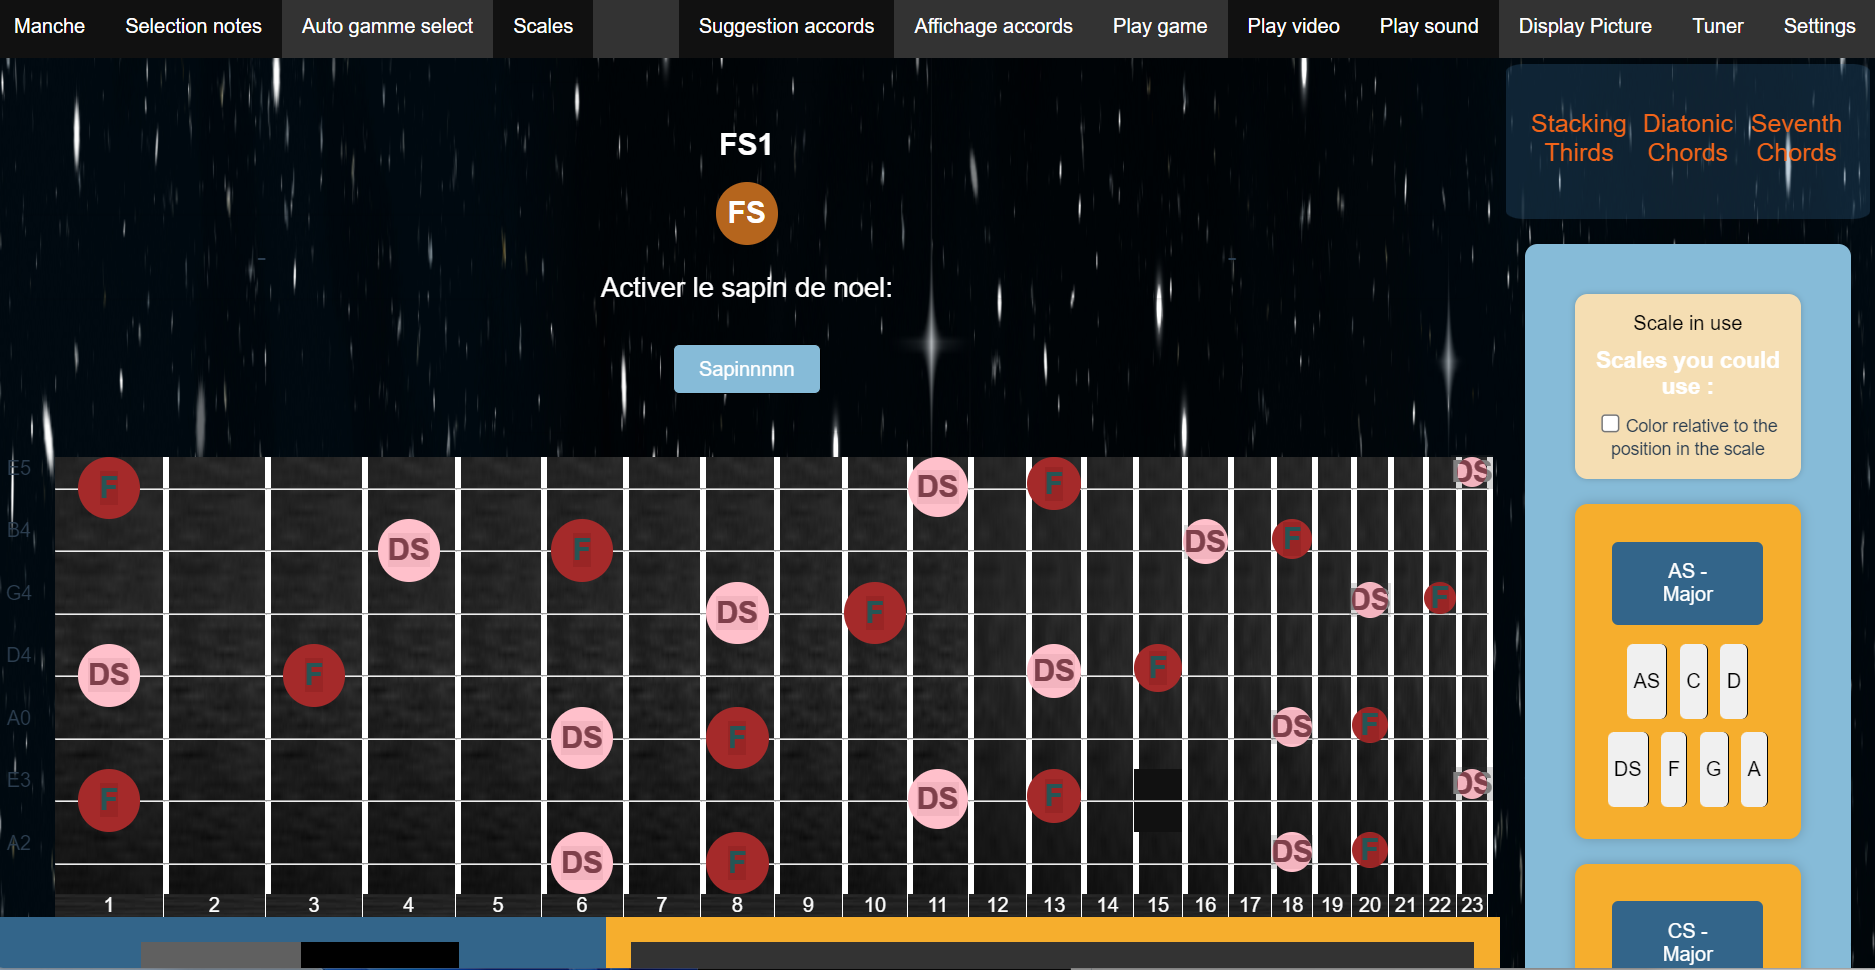 Manche Selection notes Auto gamme select Scales Suggestion accords Affichage accords Play game Play video Play sound Display Picture Tuner Settings
FS1
FS
Activer le sapin de noel:
Sapinnnnn
E5 F DS F DS
B4 DS F DS F
G4 DS F DS F
D4 DS F DS F
A0 DS F DS F
E3 F DS F DS
A2 DS F DS F
1 2 3 4 5 6 7 8 9 10 11 12 13 14 15 16 17 18 19 20 21 22 23
Stacking Diatonic Seventh
Thirds Chords Chords
Scale in use
Scales you could
use :
Color relative to the
position in the scale
AS -
Major
AS C D
DS F G A
CS -
Major